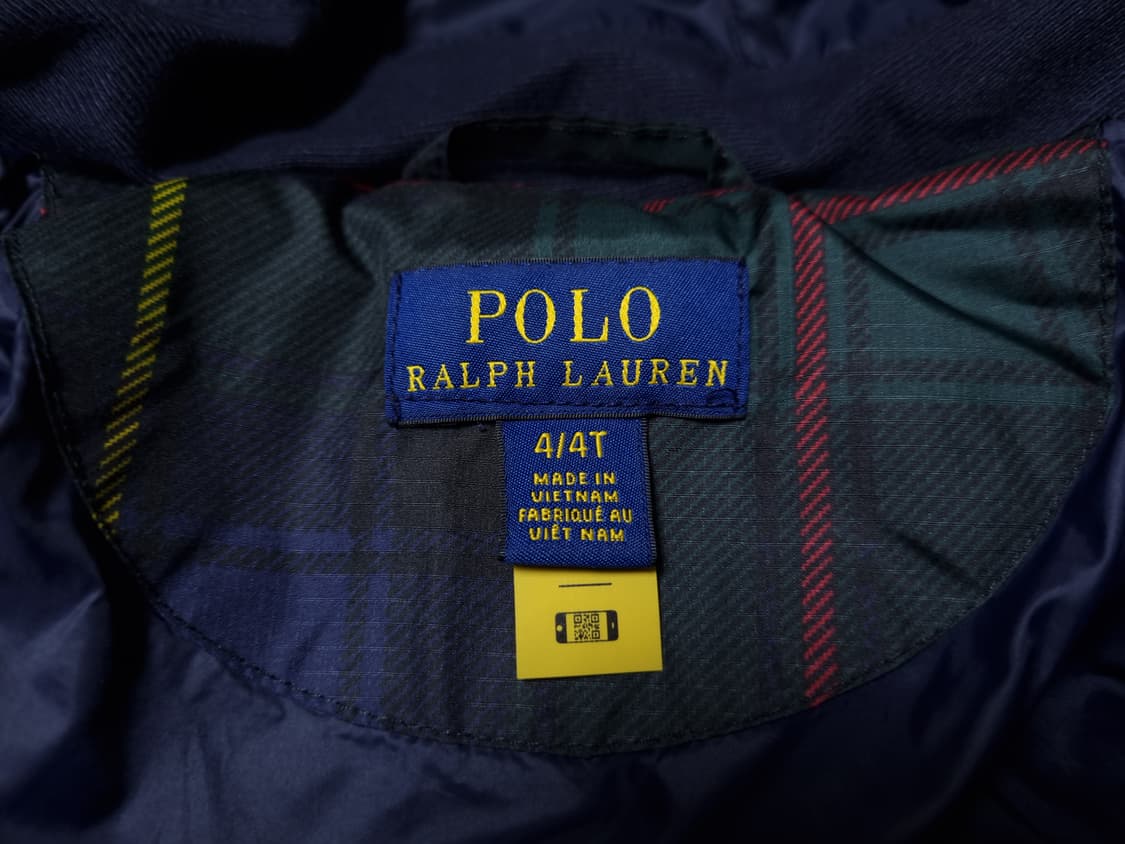 POLO
RALPH LAUREN
4/4T
MADE IN
VIETNAM
FABRIQUÉ AU
VIÊT NAM